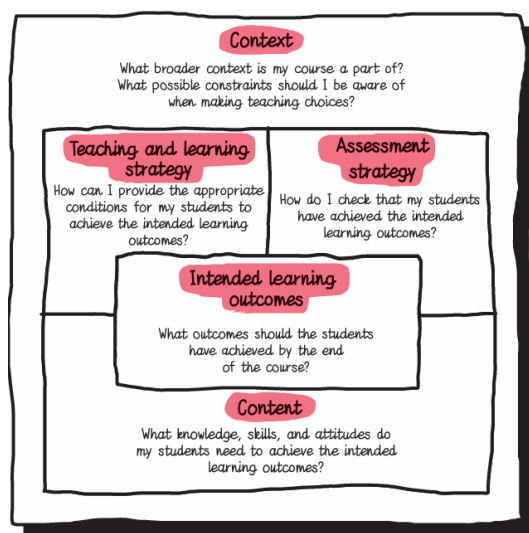 Context
What broader context is my course a part of?
What possible constraints should I be aware of
when making teaching choices?
Teaching and learning
strategy
How can I provide the appropriate
conditions for my students to
achieve the intended learning
outcomes?
Assessment
strategy
How do I check that my students
have achieved the intended
learning outcomes?
Intended learning
outcomes
What outcomes should the students
have achieved by the end
of the course?
Content
What knowledge, skills, and attitudes do
my students need to achieve the intended
learning outcomes?